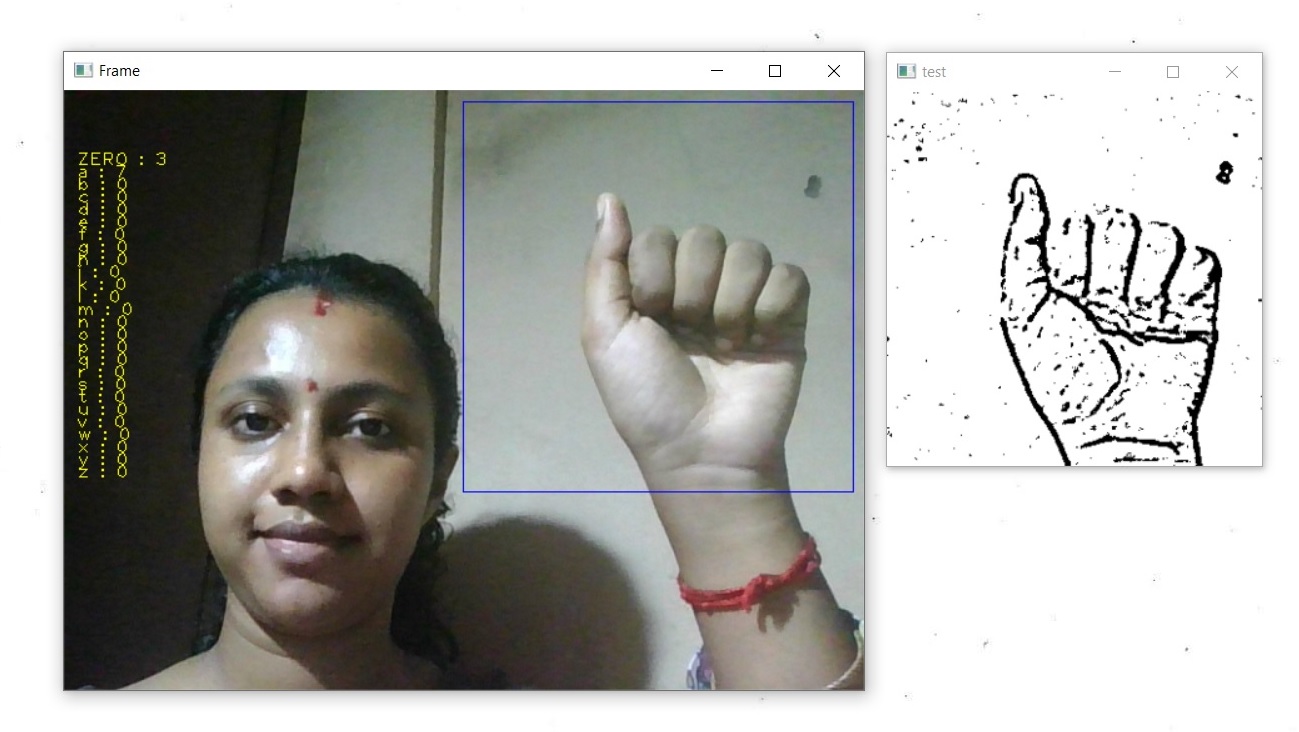 Frame
test
ZERO : 3
a : 7
b : 0
c : 0
d : 0
e : 0
f : 0
g : 0
h : 0
i : 0
k : 0
l : 0
m : 0
n : 0
o : 0
p : 0
q : 0
r : 0
s : 0
t : 0
u : 0
v : 0
w : 0
x : 0
y : 0
z : 0